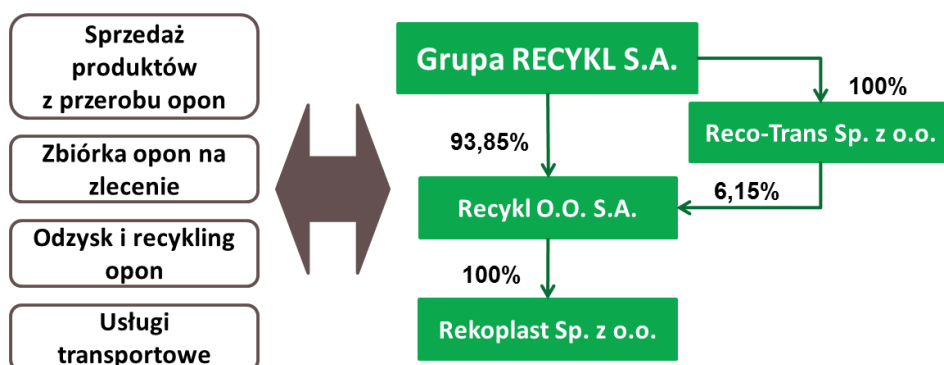 Sprzedaż
produktów
z przerobu opon
Zbiórka opon na
zlecenie
Odzysk i recykling
opon
Usługi
transportowe
Grupa RECYKL S.A.
100%
93,85%
Reco-Trans Sp. z o.o.
6,15%
Recykl O.O. S.A.
100%
Rekoplast Sp. z o.o.